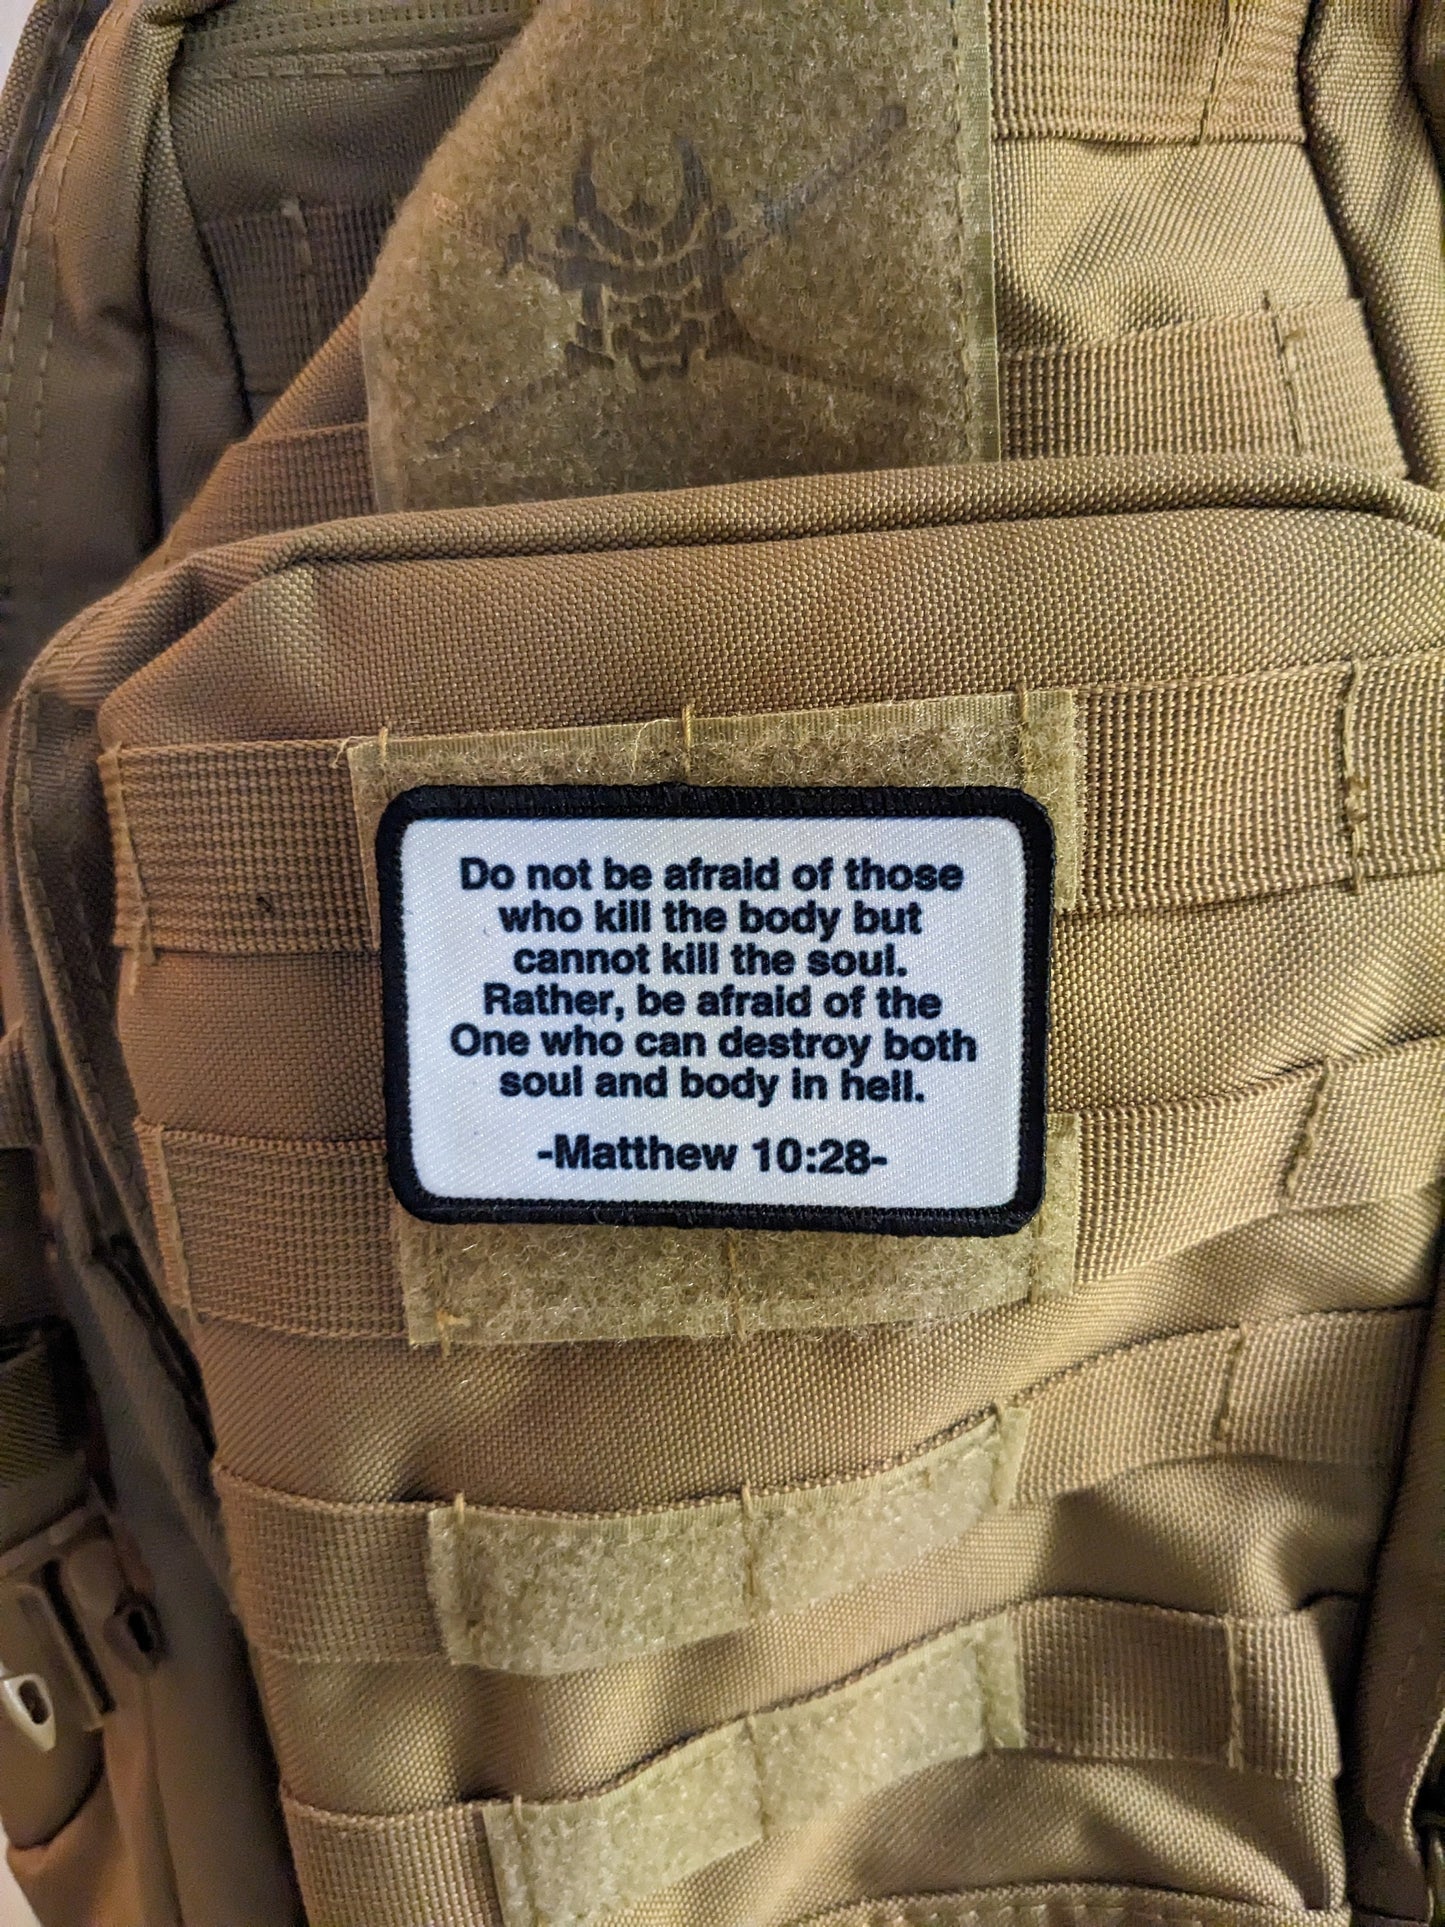 Do not be afraid of those
who kill the body but
cannot kill the soul.
Rather, be afraid of the
One who can destroy both
soul and body in hell.
-Matthew 10:28-